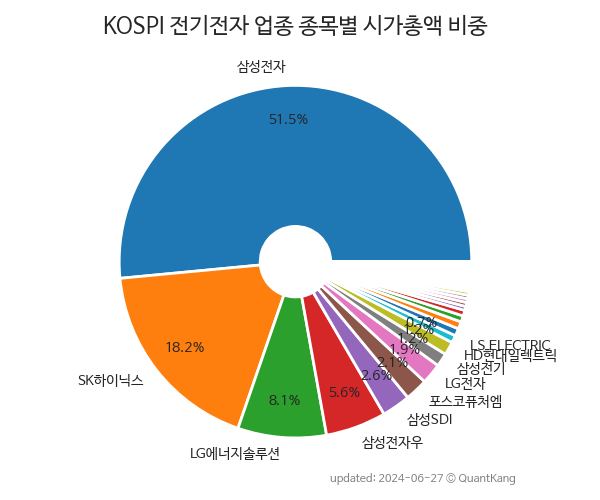 KOSPI 전기전자 업종 종목별 시가총액 비중
삼성전자
51.5%
SK하이닉스
18.2%
LG에너지솔루션
8.1%
삼성전자우
5.6%
삼성SDI
2.6%
포스코퓨처엠
2.1%
LG전자
1.9%
삼성전기
1.2%
HD현대일렉트릭
LS ELECTRIC
0.7%
updated: 2024-06-27 © QuantKang